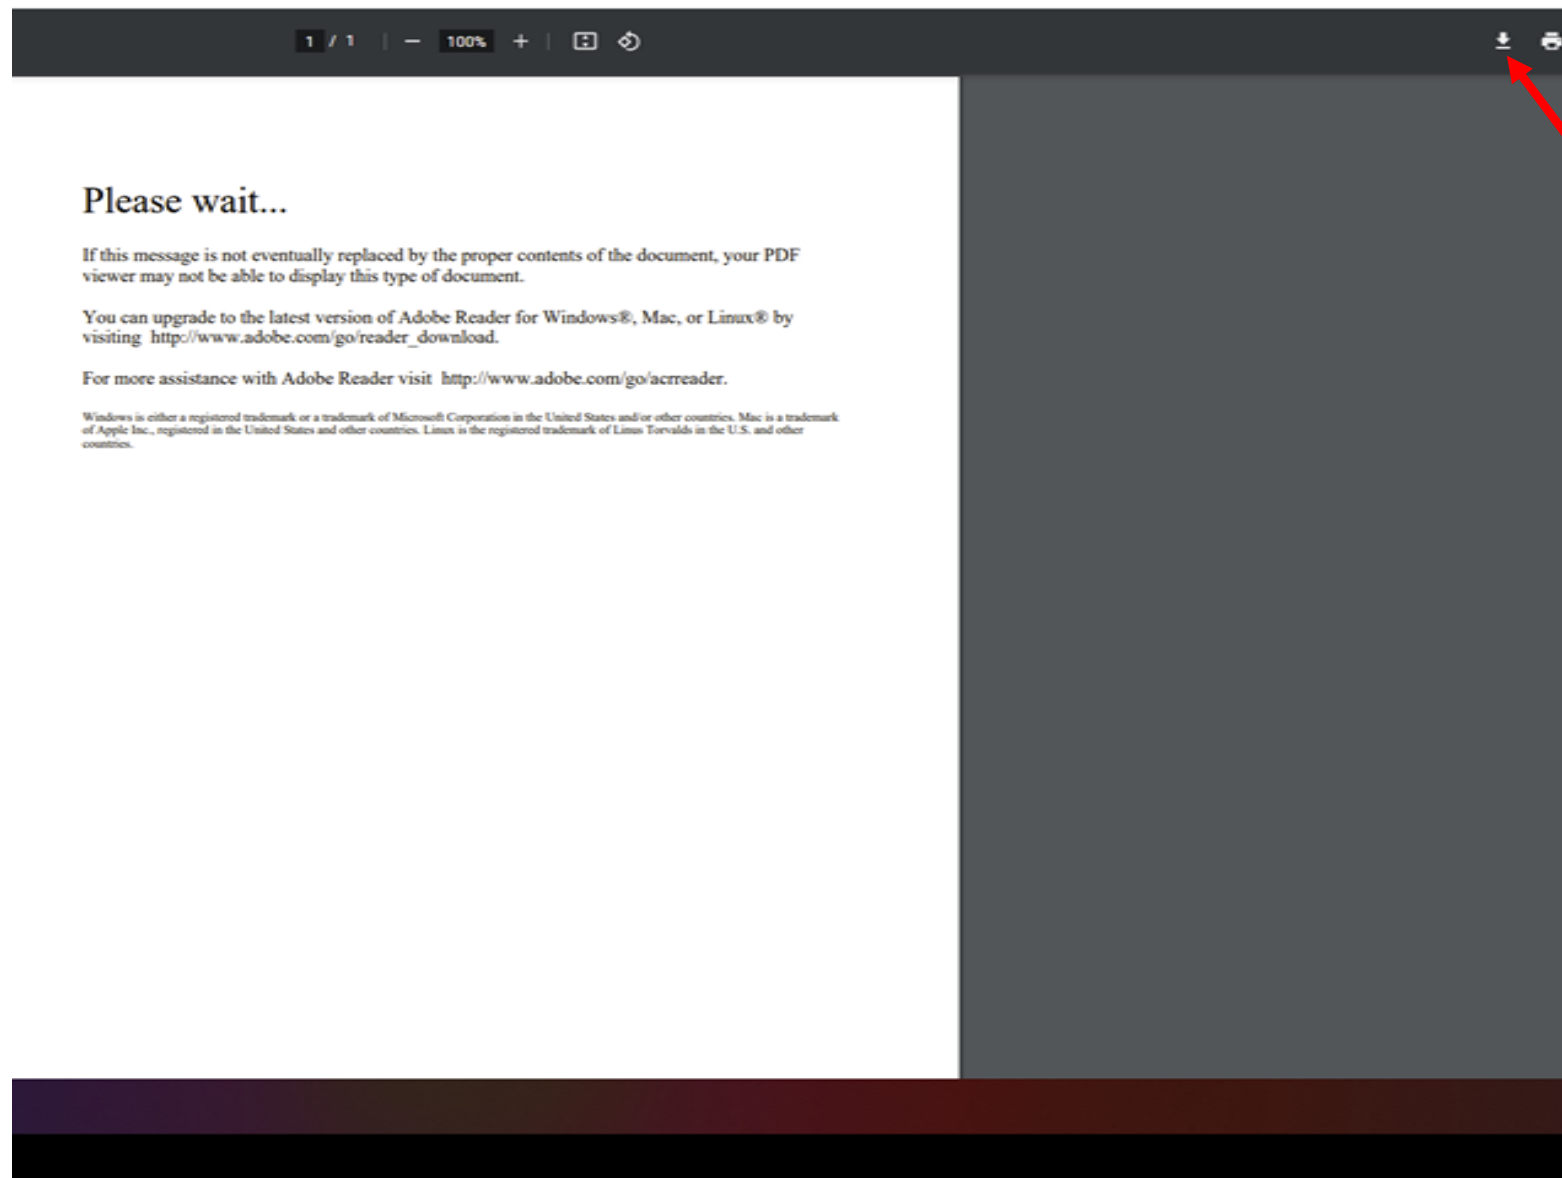 1 / 1 | − 100% + |
Please wait...
If this message is not eventually replaced by the proper contents of the document, your PDF
viewer may not be able to display this type of document.
You can upgrade to the latest version of Adobe Reader for Windows®, Mac, or Linux® by
visiting http://www.adobe.com/go/reader_download.
For more assistance with Adobe Reader visit http://www.adobe.com/go/acrreader.
Windows is either a registered trademark or a trademark of Microsoft Corporation in the United States and/or other countries. Mac is a trademark
of Apple Inc., registered in the United States and other countries. Linux is the registered trademark of Linus Torvalds in the U.S. and other
countries.